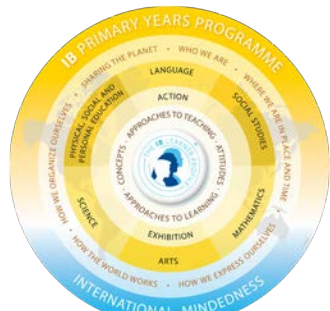 IB PRIMARY YEARS PROGRAMME
SHARING THE PLANET • WHO WE ARE • WHERE WE ARE IN PLACE AND TIME • HOW WE EXPRESS OURSELVES • HOW THE WORLD WORKS • HOW WE ORGANIZE OURSELVES •
LANGUAGE
SOCIAL STUDIES
MATHEMATICS
ARTS
SCIENCE
PHYSICAL, SOCIAL AND
PERSONAL EDUCATION
ACTION
APPROACHES TO TEACHING • ATTITUDES • APPROACHES TO LEARNING • CONCEPTS •
THE IB LEARNER PROFILE
EXHIBITION
INTERNATIONAL-MINDEDNESS